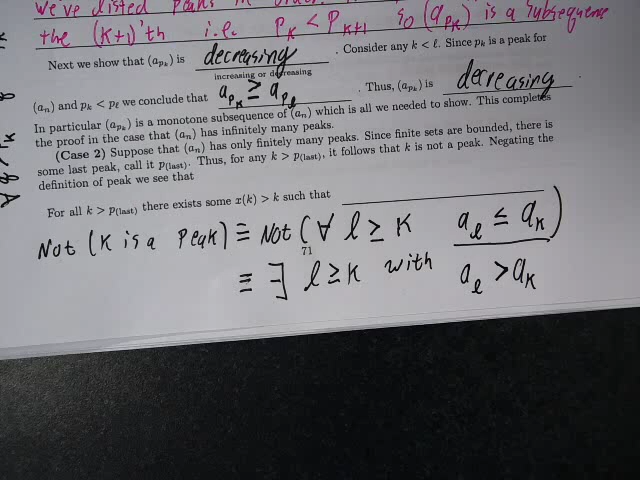 We've listed peaks in order.
the (k+1)'th i.e. p_k < p_{k+1} so (a_{p_k}) is a subsequence
Next we show that (a_{p_k}) is decreasing . Consider any k < ℓ. Since p_k is a peak for
increasing or decreasing
(a_n) and p_k < p_ℓ we conclude that a_{p_k} ≥ a_{p_ℓ} . Thus, (a_{p_k}) is decreasing .
In particular (a_{p_k}) is a monotone subsequence of (a_n) which is all we needed to show. This completes
the proof in the case that (a_n) has infinitely many peaks.
(Case 2) Suppose that (a_n) has only finitely many peaks. Since finite sets are bounded, there is
some last peak, call it p_(last). Thus, for any k > p_(last), it follows that k is not a peak. Negating the
definition of peak we see that
For all k > p_(last) there exists some x(k) > k such that
Not (K is a Peak) ≡ Not (∀ l ≥ K a_l ≤ a_K)
71
≡ ∃ l ≥ K with a_l > a_K